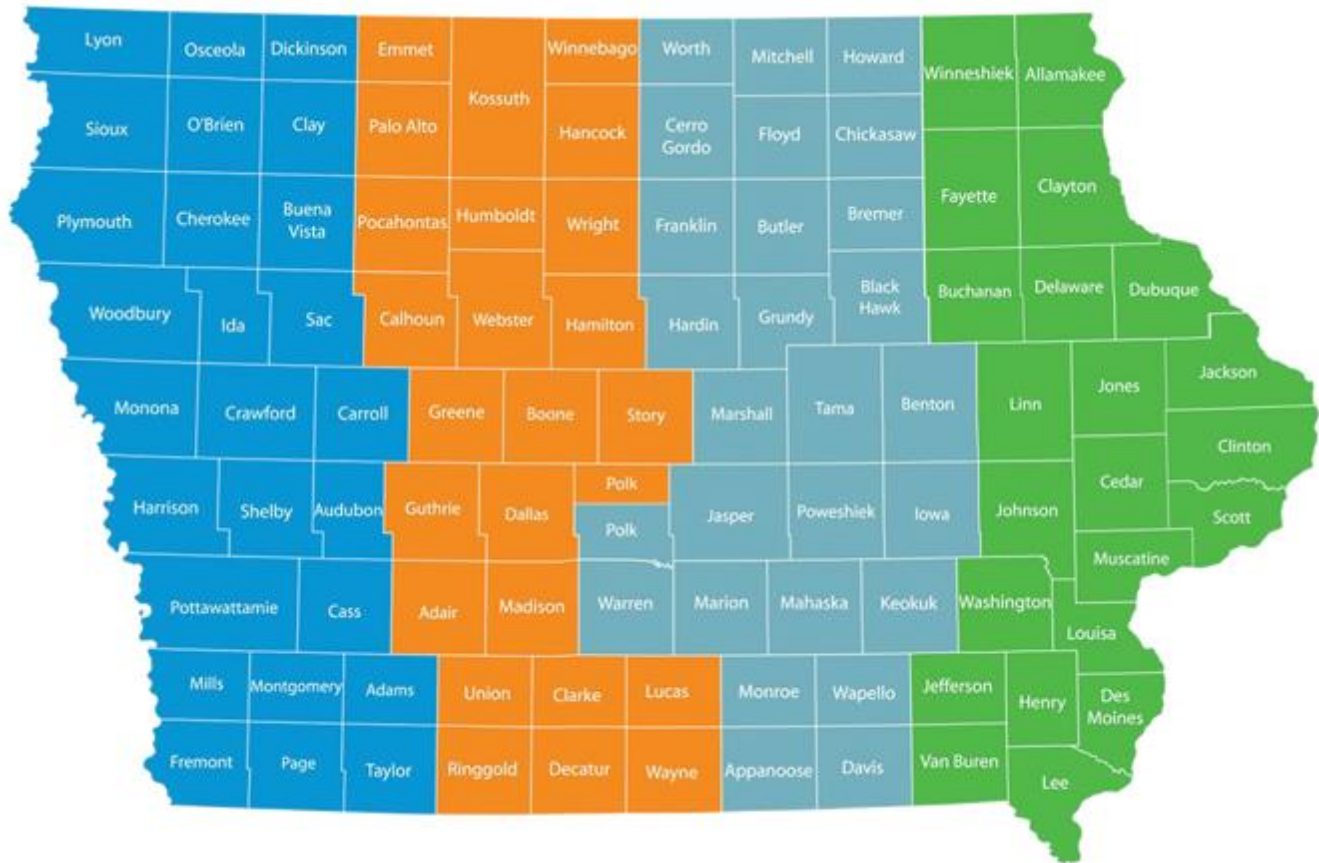 Lyon
Osceola
Dickinson
Emmet
Kossuth
Winnebago
Worth
Mitchell
Howard
Winneshiek
Allamakee
Sioux
O'Brien
Clay
Palo Alto
Hancock
Cerro
Gordo
Floyd
Chickasaw
Fayette
Clayton
Plymouth
Cherokee
Buena
Vista
Pocahontas
Humboldt
Wright
Franklin
Butler
Bremer
Woodbury
Ida
Sac
Calhoun
Webster
Hamilton
Hardin
Grundy
Black
Hawk
Buchanan
Delaware
Dubuque
Monona
Crawford
Carroll
Greene
Boone
Story
Marshall
Tama
Benton
Linn
Jones
Jackson
Clinton
Harrison
Shelby
Audubon
Guthrie
Dallas
Polk
Polk
Jasper
Poweshiek
Iowa
Johnson
Cedar
Scott
Muscatine
Pottawattamie
Cass
Adair
Madison
Warren
Marion
Mahaska
Keokuk
Washington
Louisa
Mills
Montgomery
Adams
Union
Clarke
Lucas
Monroe
Wapello
Jefferson
Henry
Des
Moines
Fremont
Page
Taylor
Ringgold
Decatur
Wayne
Appanoose
Davis
Van Buren
Lee